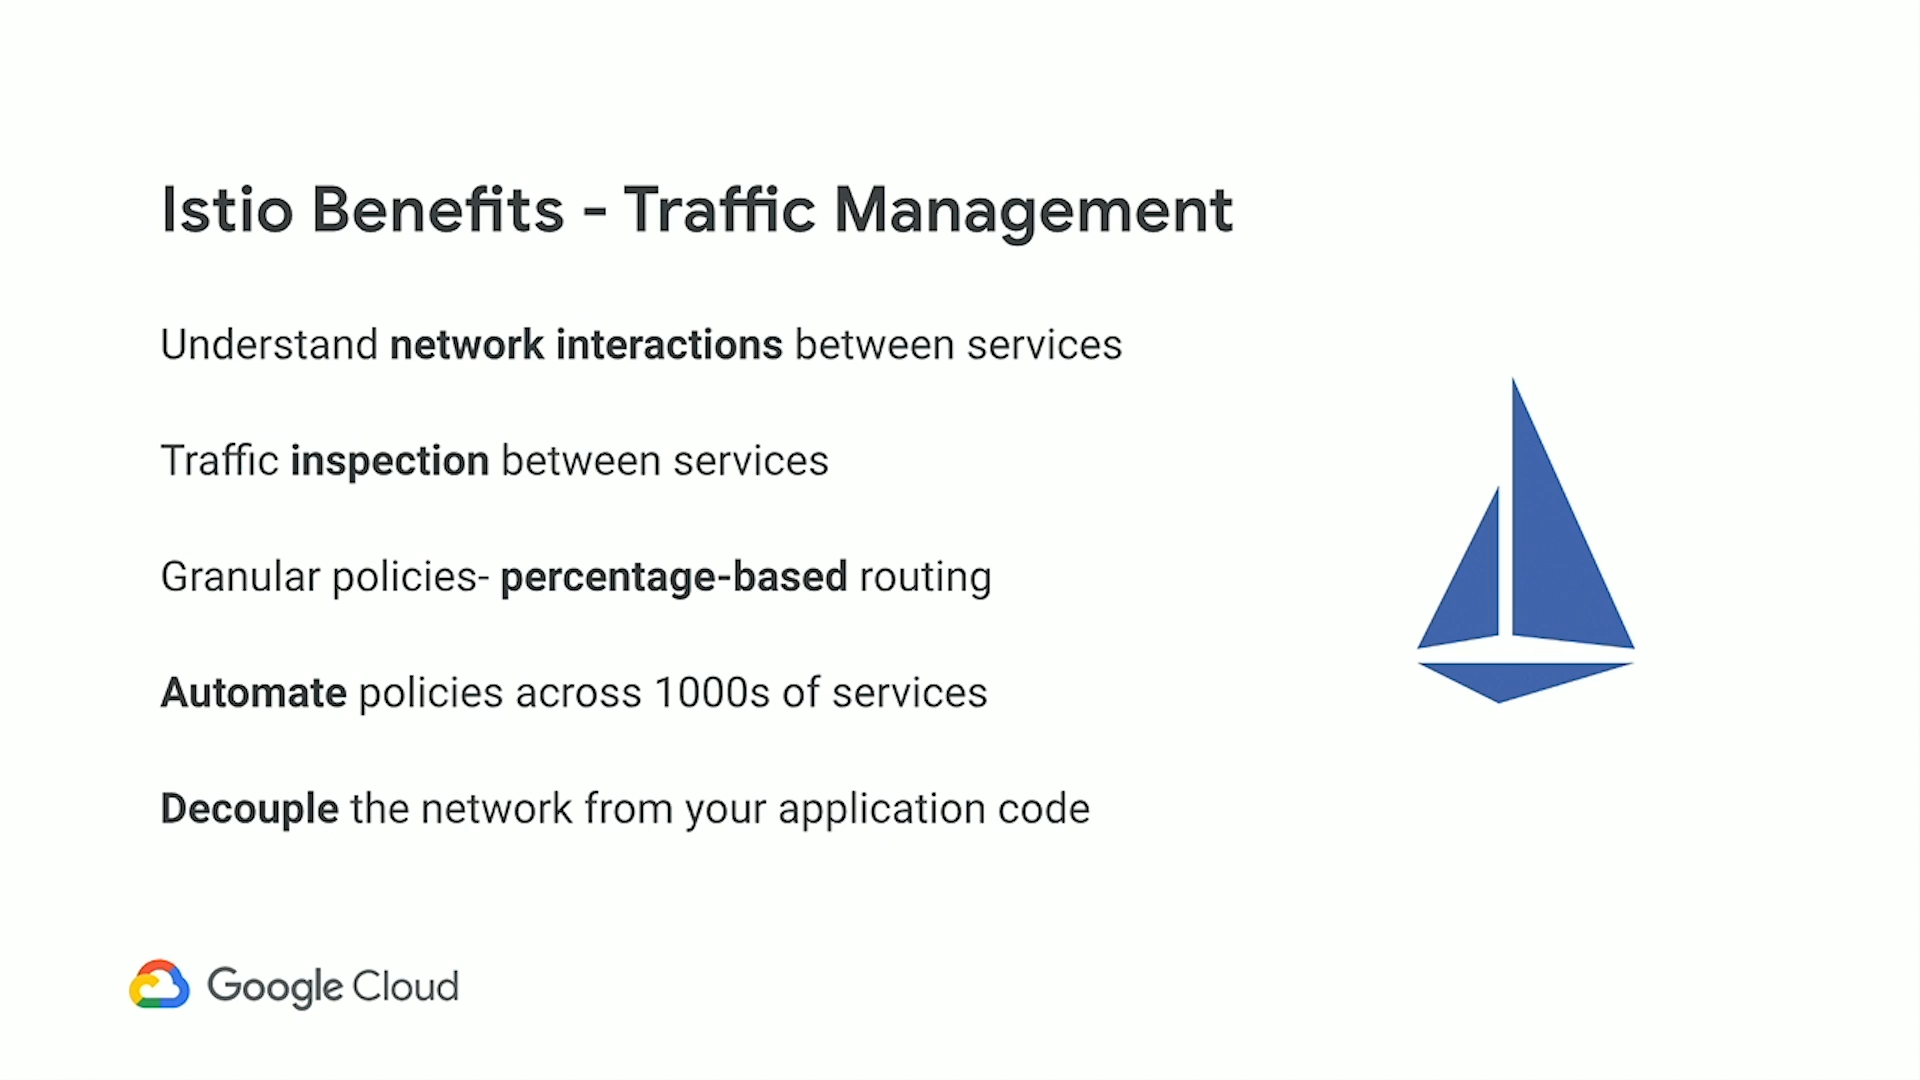 Istio Benefits - Traffic Management
Understand network interactions between services
Traffic inspection between services
Granular policies- percentage-based routing
Automate policies across 1000s of services
Decouple the network from your application code
Google Cloud